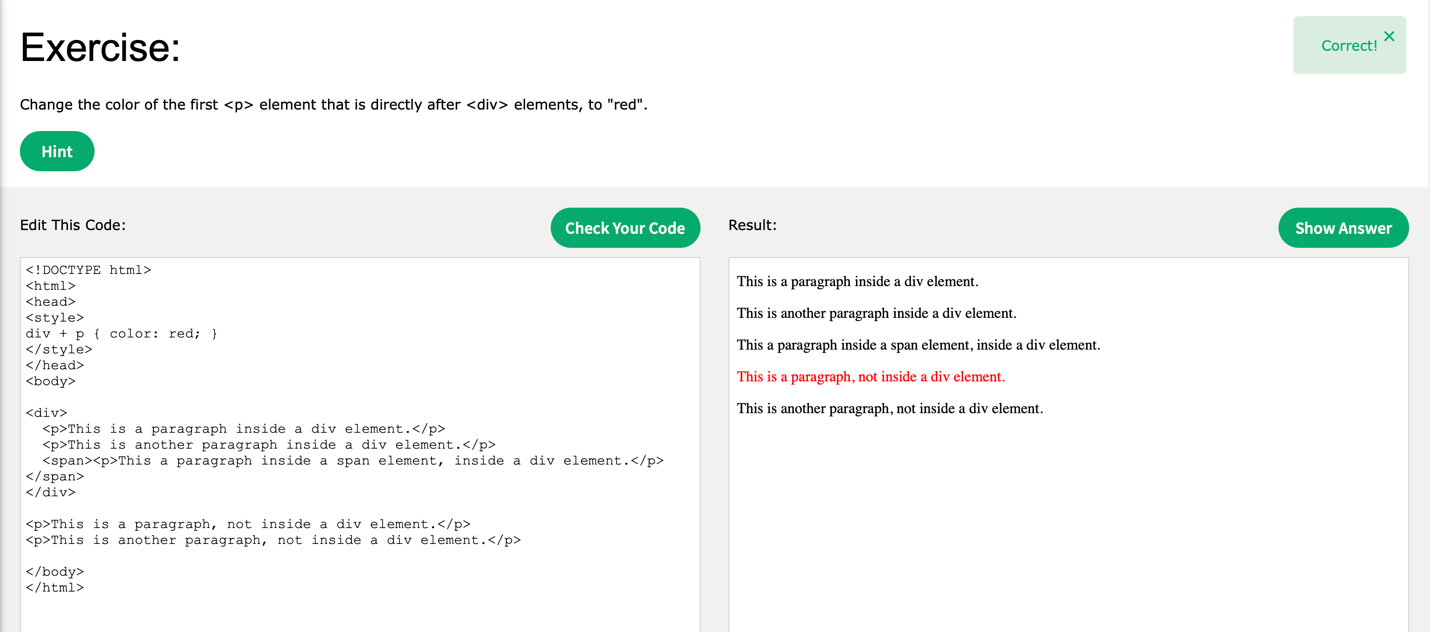 Exercise:
Correct! ×
Change the color of the first <p> element that is directly after <div> elements, to "red".
Hint
Edit This Code:
Check Your Code
<!DOCTYPE html>
<html>
<head>
<style>
div + p { color: red; }
</style>
</head>
<body>
<div>
<p>This is a paragraph inside a div element.</p>
<p>This is another paragraph inside a div element.</p>
<span><p>This a paragraph inside a span element, inside a div element.</p>
</span>
</div>
<p>This is a paragraph, not inside a div element.</p>
<p>This is another paragraph, not inside a div element.</p>
</body>
</html>
Result:
Show Answer
This is a paragraph inside a div element.
This is another paragraph inside a div element.
This a paragraph inside a span element, inside a div element.
This is a paragraph, not inside a div element.
This is another paragraph, not inside a div element.